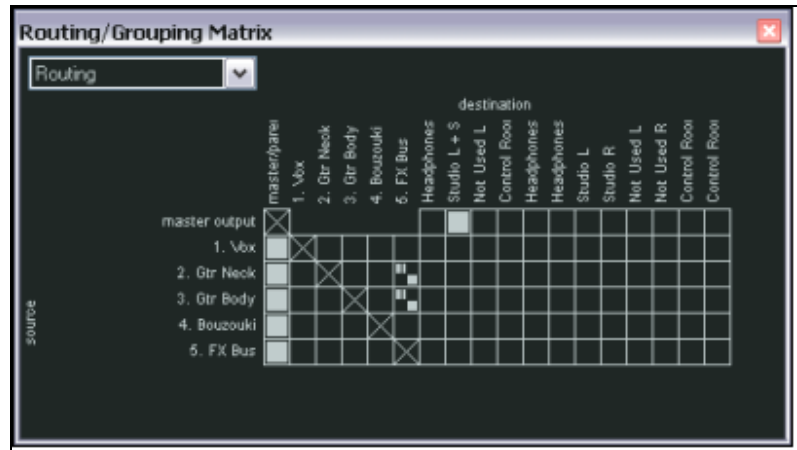 Routing/Grouping Matrix
Routing
destination
master/parer
1. Vox
2. Gtr Neck
3. Gtr Body
4. Bouzouki
5. FX Bus
Headphones
Studio L + S
Not Used L
Control Rooi
Headphones
Headphones
Studio L
Studio R
Not Used L
Not Used R
Control Rooi
Control Rooi
source
master output
1. Vox
2. Gtr Neck
3. Gtr Body
4. Bouzouki
5. FX Bus